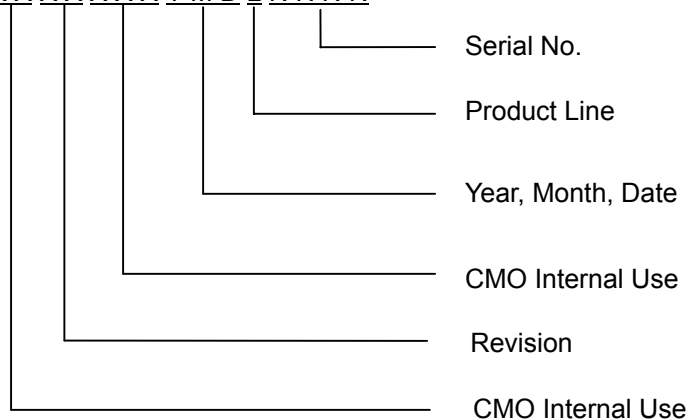 Serial No.
Product Line
Year, Month, Date
CMO Internal Use
Revision
CMO Internal Use